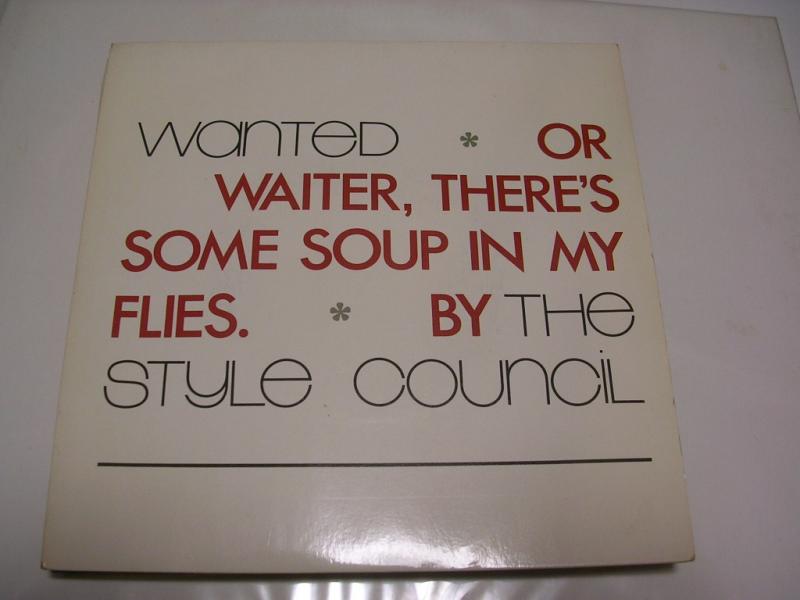 wanTeD * OR
WAITER, THERE'S
SOME SOUP IN MY
FLIES. * BY THe
STyLe COUnCiL